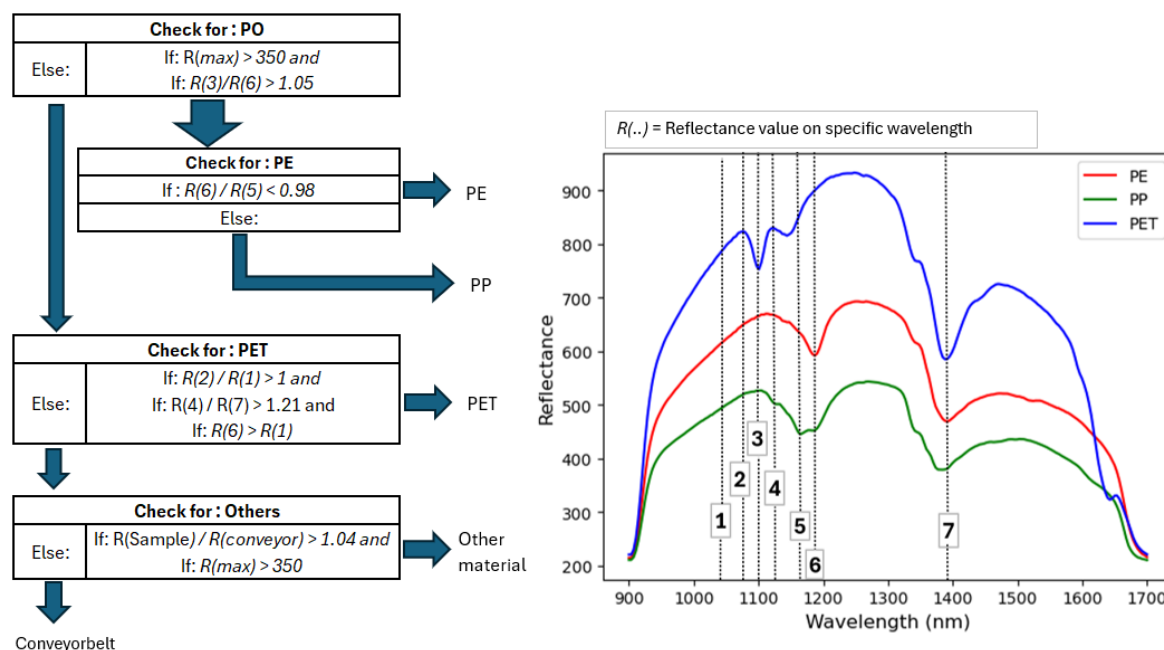 Check for : PO
Else:
If: R(max) > 350 and
If: R(3)/R(6) > 1.05
Check for : PE
If : R(6) / R(5) < 0.98
PE
Else:
PP
Check for : PET
Else:
If: R(2) / R(1) > 1 and
If: R(4) / R(7) > 1.21 and
If: R(6) > R(1)
PET
Check for : Others
Else:
If: R(Sample) / R(conveyor) > 1.04 and
If: R(max) > 350
Other
material
Conveyorbelt
R(..) = Reflectance value on specific wavelength
PE
PP
PET
Reflectance
900
800
700
600
500
400
300
200
1
2
3
4
5
6
7
900 1000 1100 1200 1300 1400 1500 1600 1700
Wavelength (nm)